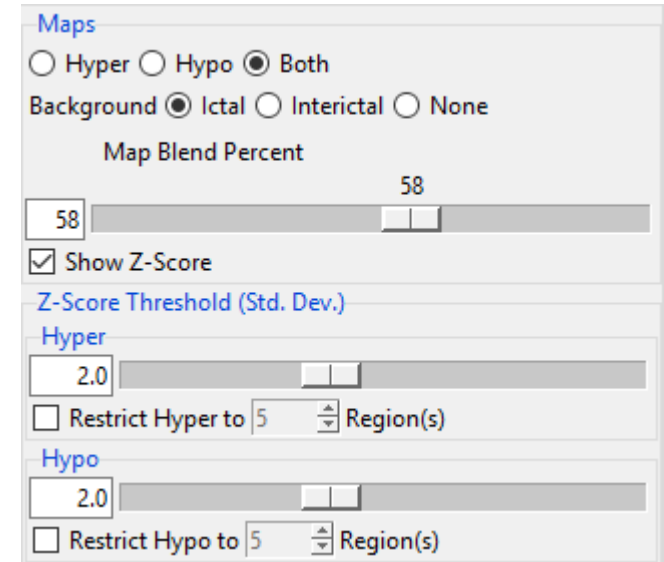 Maps
Hyper Hypo Both
Background Ictal Interictal None
Map Blend Percent
58
58
Show Z-Score
Z-Score Threshold (Std. Dev.)
Hyper
2.0
Restrict Hyper to 5 Region(s)
Hypo
2.0
Restrict Hypo to 5 Region(s)